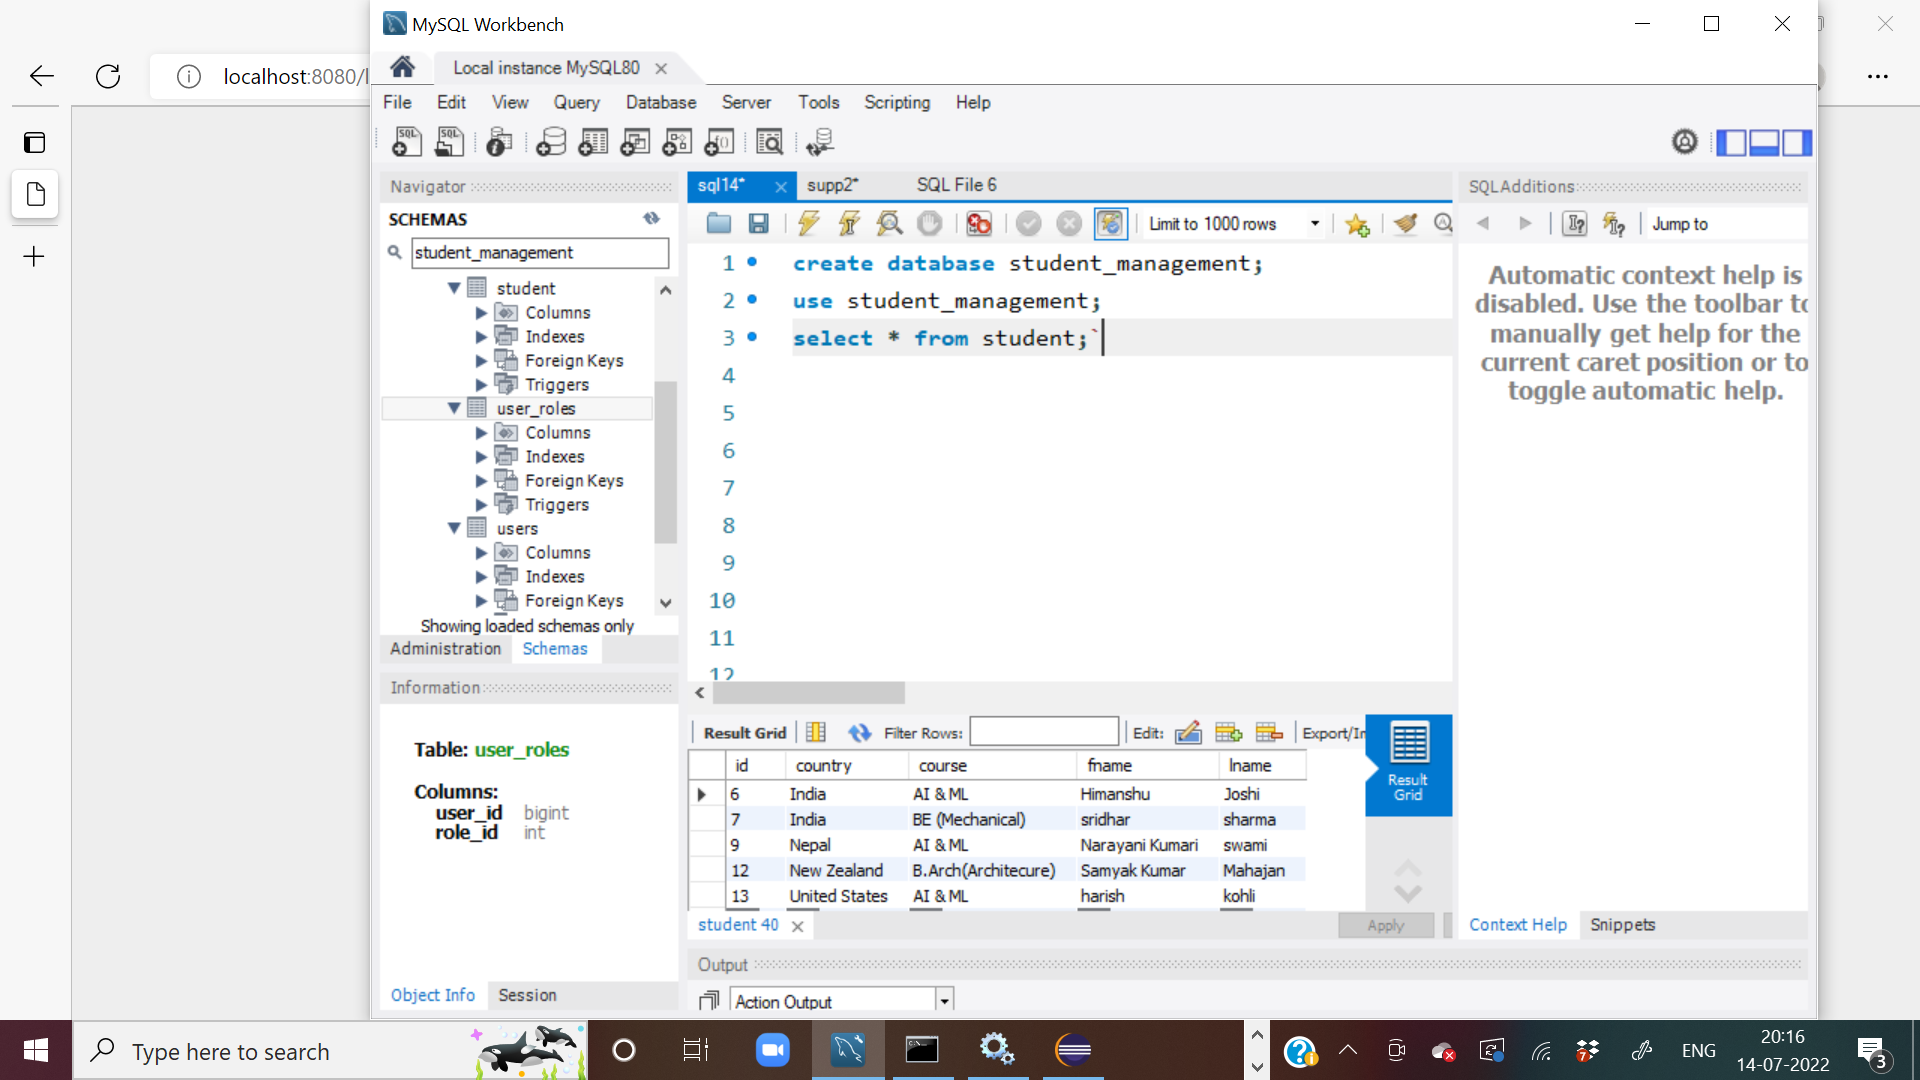 MySQL Workbench
localhost:8080/l
Local instance MySQL80
File Edit View Query Database Server Tools Scripting Help
Navigator
SCHEMAS
student_management
student
Columns
Indexes
Foreign Keys
Triggers
user_roles
Columns
Indexes
Foreign Keys
Triggers
users
Columns
Indexes
Foreign Keys
Showing loaded schemas only
Administration Schemas
Information
Table: user_roles
Columns:
user_id bigint
role_id int
Object Info Session
sql14* supp2* SQL File 6
Limit to 1000 rows
1 create database student_management;
2 use student_management;
3 select * from student;`
4
5
6
7
8
9
10
11
12
Result Grid Filter Rows: Edit: Export/Im
id country course fname lname
6 India AI & ML Himanshu Joshi
7 India BE (Mechanical) sridhar sharma
9 Nepal AI & ML Narayani Kumari swami
12 New Zealand B.Arch(Architecure) Samyak Kumar Mahajan
13 United States AI & ML harish kohli
Result
Grid
student 40
Apply
Output
Action Output
SQLAdditions
Jump to
Automatic context help is
disabled. Use the toolbar to
manually get help for the
current caret position or to
toggle automatic help.
Context Help Snippets
Type here to search
ENG
20:16
14-07-2022
3